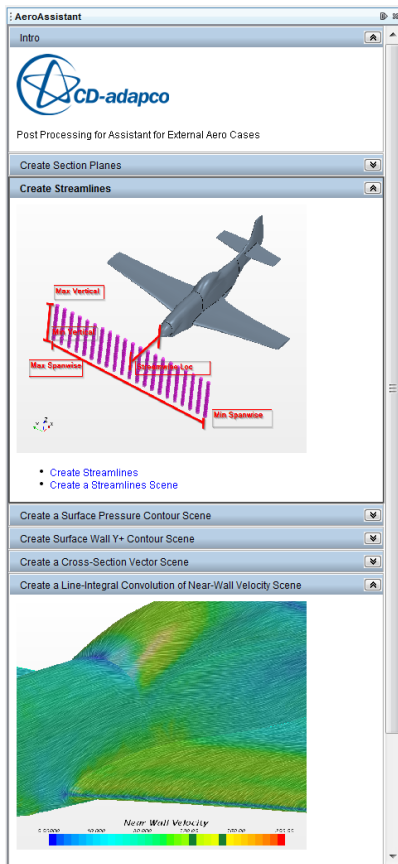 AeroAssistant
Intro
CD-adapco
Post Processing for Assistant for External Aero Cases
Create Section Planes
Create Streamlines
Max Vertical
Min Vertical
Max Spanwise
Streamwise Loc
Min Spanwise
• Create Streamlines
• Create a Streamlines Scene
Create a Surface Pressure Contour Scene
Create Surface Wall Y+ Contour Scene
Create a Cross-Section Vector Scene
Create a Line-Integral Convolution of Near-Wall Velocity Scene
Near Wall Velocity